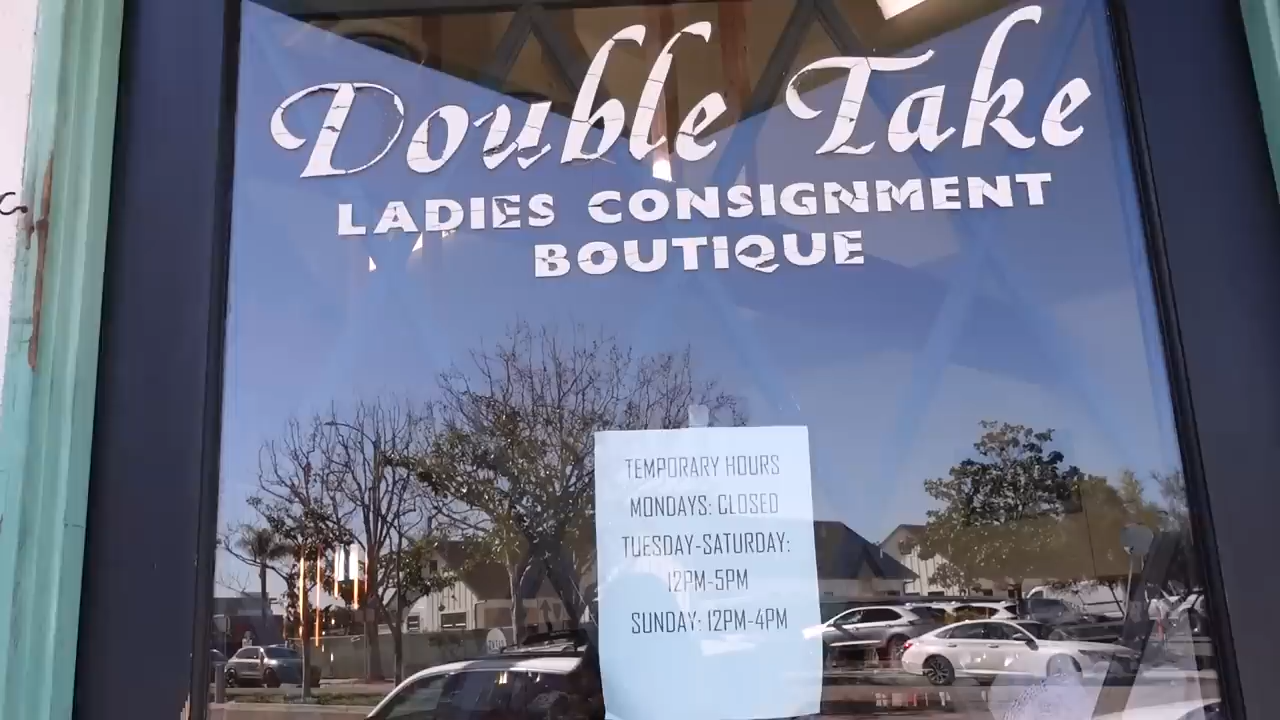 Double Take
LADIES CONSIGNMENT
BOUTIQUE
TEMPORARY HOURS
MONDAYS: CLOSED
TUESDAY-SATURDAY:
12PM-5PM
SUNDAY: 12PM-4PM